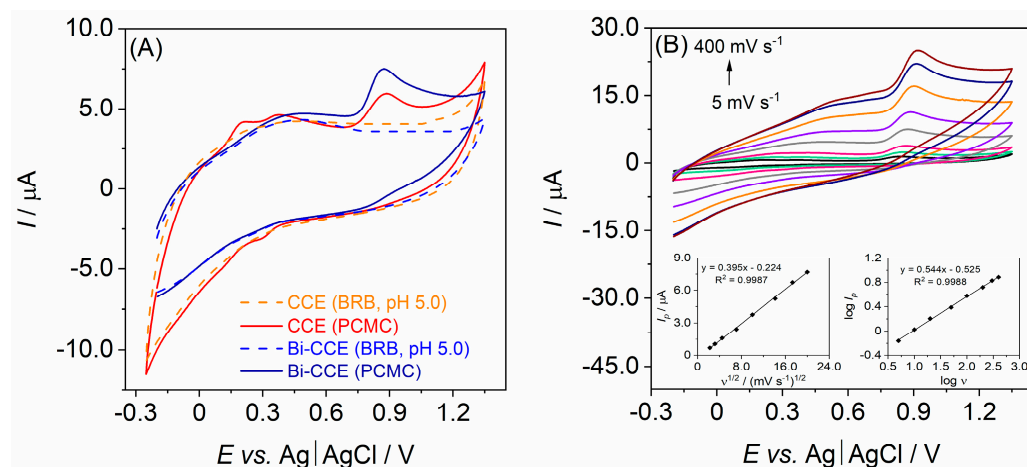 (A)
10.0
5.0
0
-5.0
-10.0
I / µA
CCE (BRB, pH 5.0)
CCE (PCMC)
Bi-CCE (BRB, pH 5.0)
Bi-CCE (PCMC)
-0.3 0 0.3 0.6 0.9 1.2
E vs. Ag|AgCl / V
(B)
400 mV s⁻¹
5 mV s⁻¹
30.0
15.0
0
-15.0
-30.0
-45.0
I / µA
9.0
6.0
3.0
0.0
Iₚ / µA
y = 0.395x - 0.224
R² = 0.9987
0.0 8.0 16.0 24.0
ν¹ᐟ² / (mV s⁻¹)¹ᐟ²
1.2
0.8
0.4
0.0
-0.4
log Iₚ
y = 0.544x - 0.525
R² = 0.9988
0.5 1.0 1.5 2.0 2.5 3.0
log ν
-0.3 0 0.3 0.6 0.9 1.2
E vs. Ag|AgCl / V